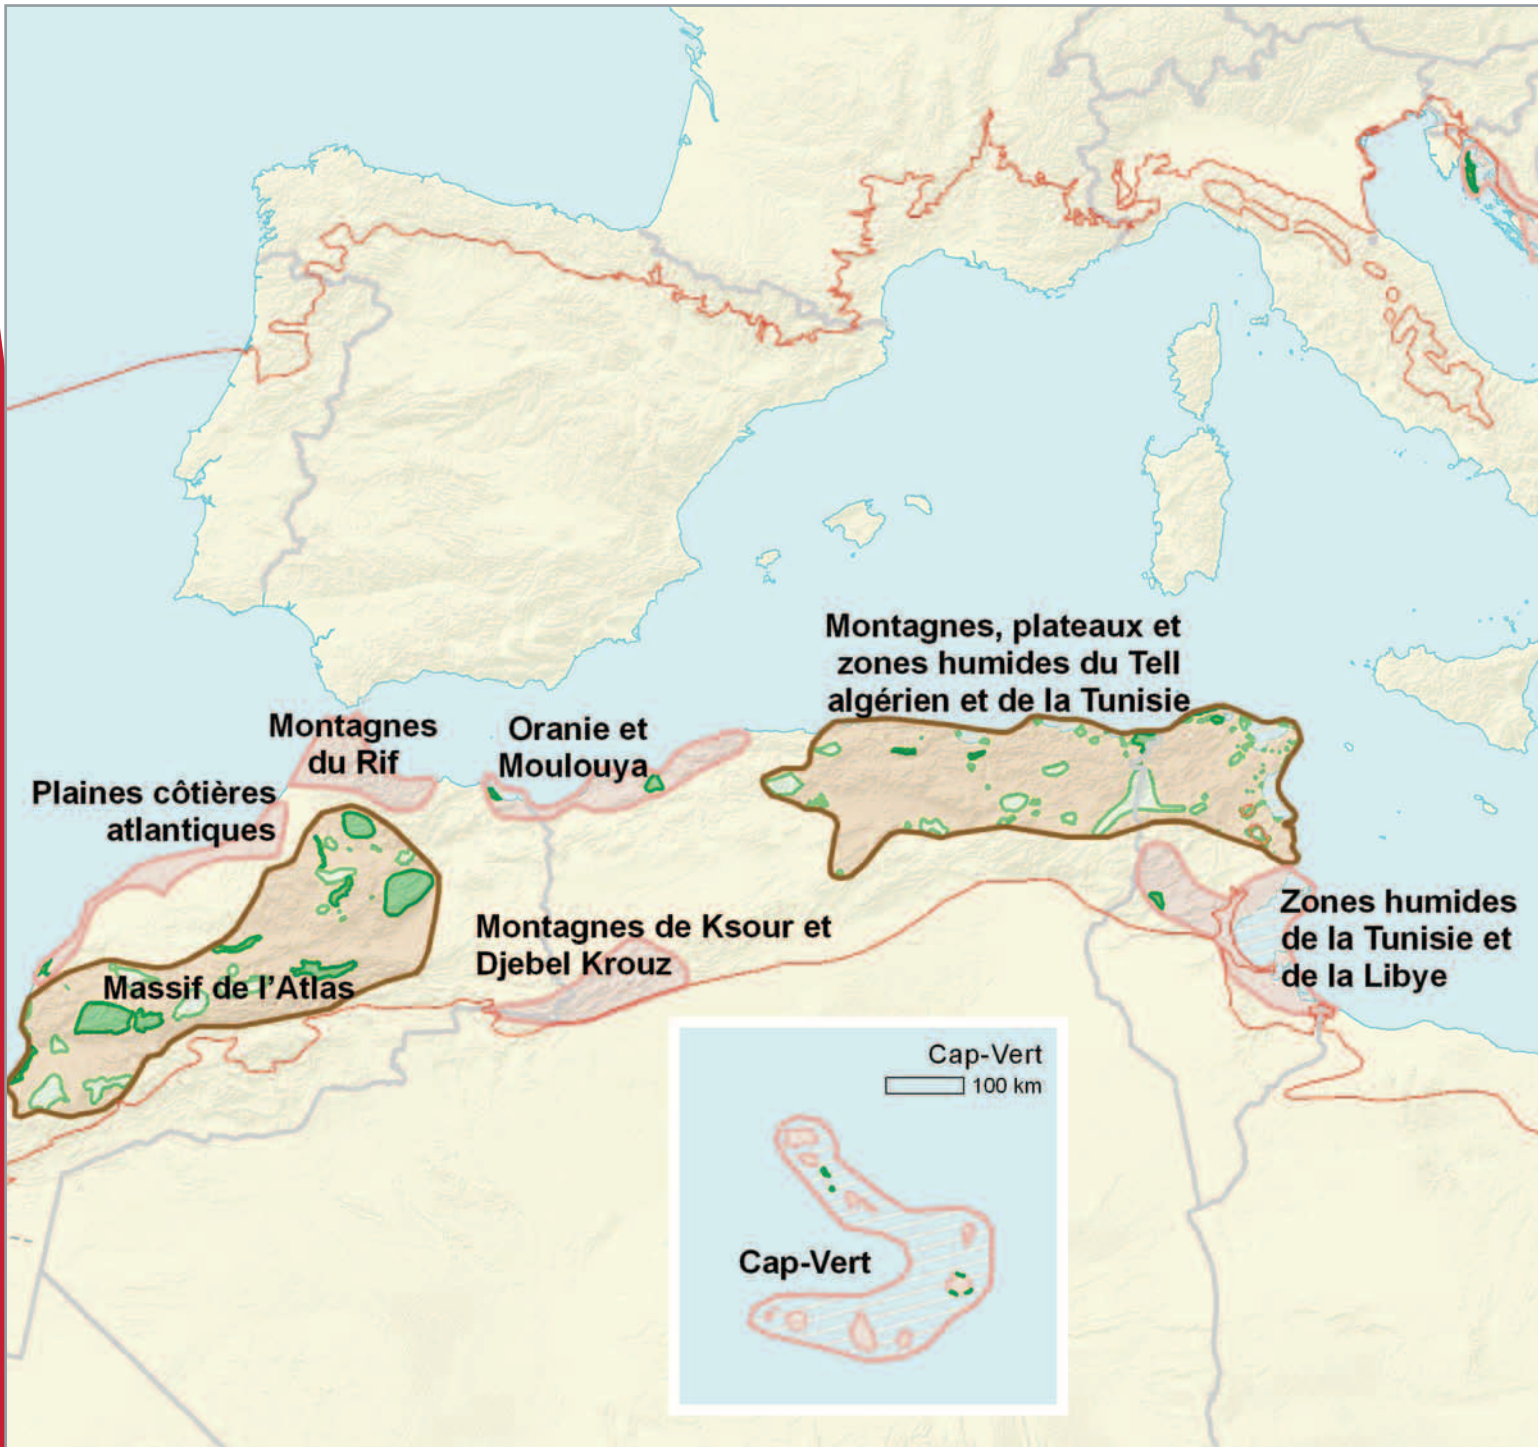 Montagnes, plateaux et
zones humides du Tell
algérien et de la Tunisie
Montagnes
du Rif
Oranie et
Moulouya
Plaines côtières
atlantiques
Montagnes de Ksour et
Djebel Krouz
Zones humides
de la Tunisie et
de la Libye
Massif de l'Atlas
Cap-Vert
100 km
Cap-Vert